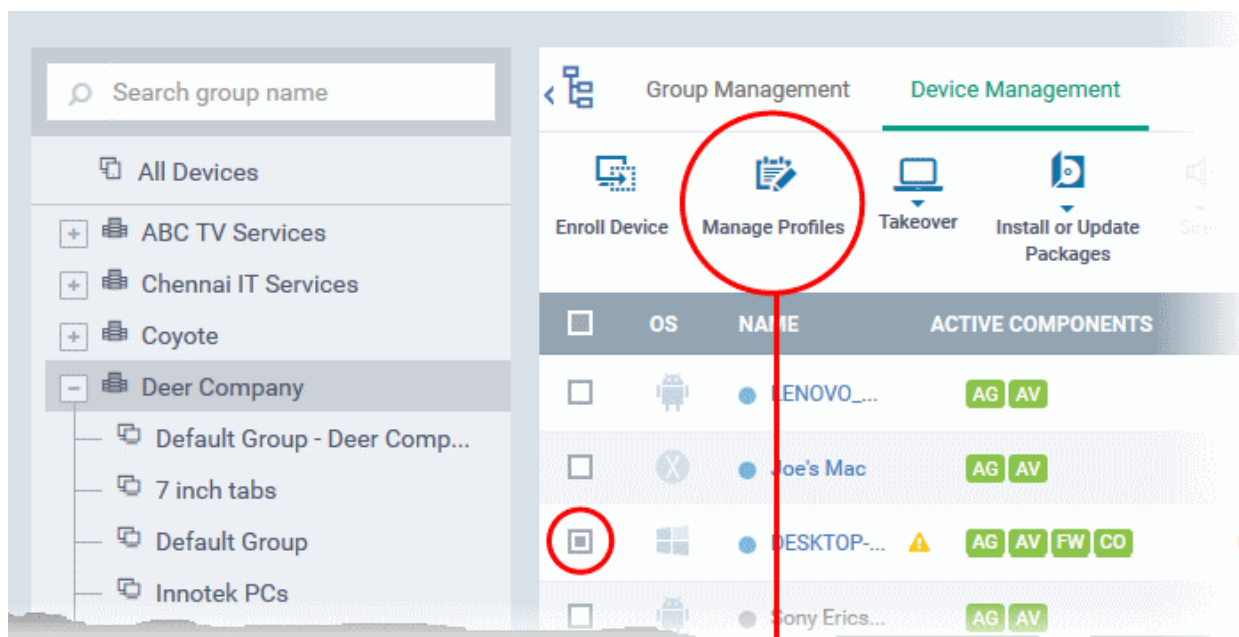 Search group name
All Devices
ABC TV Services
Chennai IT Services
Coyote
Deer Company
Default Group - Deer Comp...
7 inch tabs
Default Group
Innotek PCs
Group Management
Device Management
Enroll Device
Manage Profiles
Takeover
Install or Update
Packages
OS NAME ACTIVE COMPONENTS
LENOVO_... AG AV
Joe's Mac AG AV
DESKTOP-... AG AV FW CO
Sony Erics... AG AV